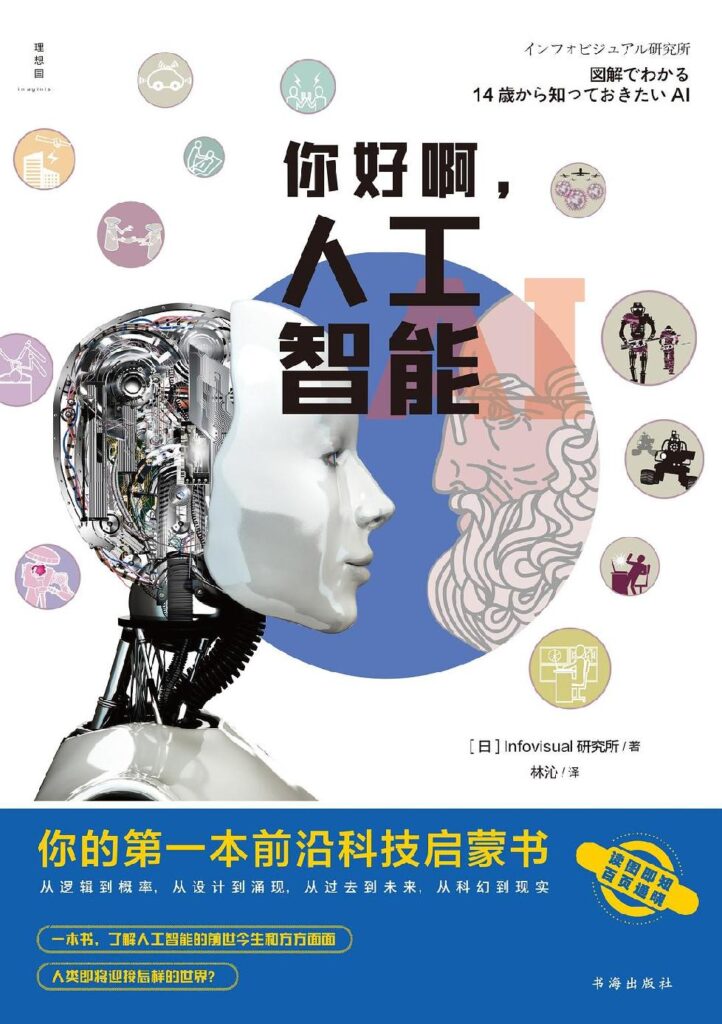 理想国
imaginist
インフォビジュアル研究所
図解でわかる
14歳から知っておきたいAI
你好啊，
人工
智能
AI
[日] Infovisual 研究所 / 著
林沁 / 译
你的第一本前沿科技启蒙书
从逻辑到概率，从设计到涌现，从过去到未来，从科幻到现实
读图即知
百页通晓
一本书，了解人工智能的前世今生和方方面面
人类即将迎接怎样的世界？
书海出版社